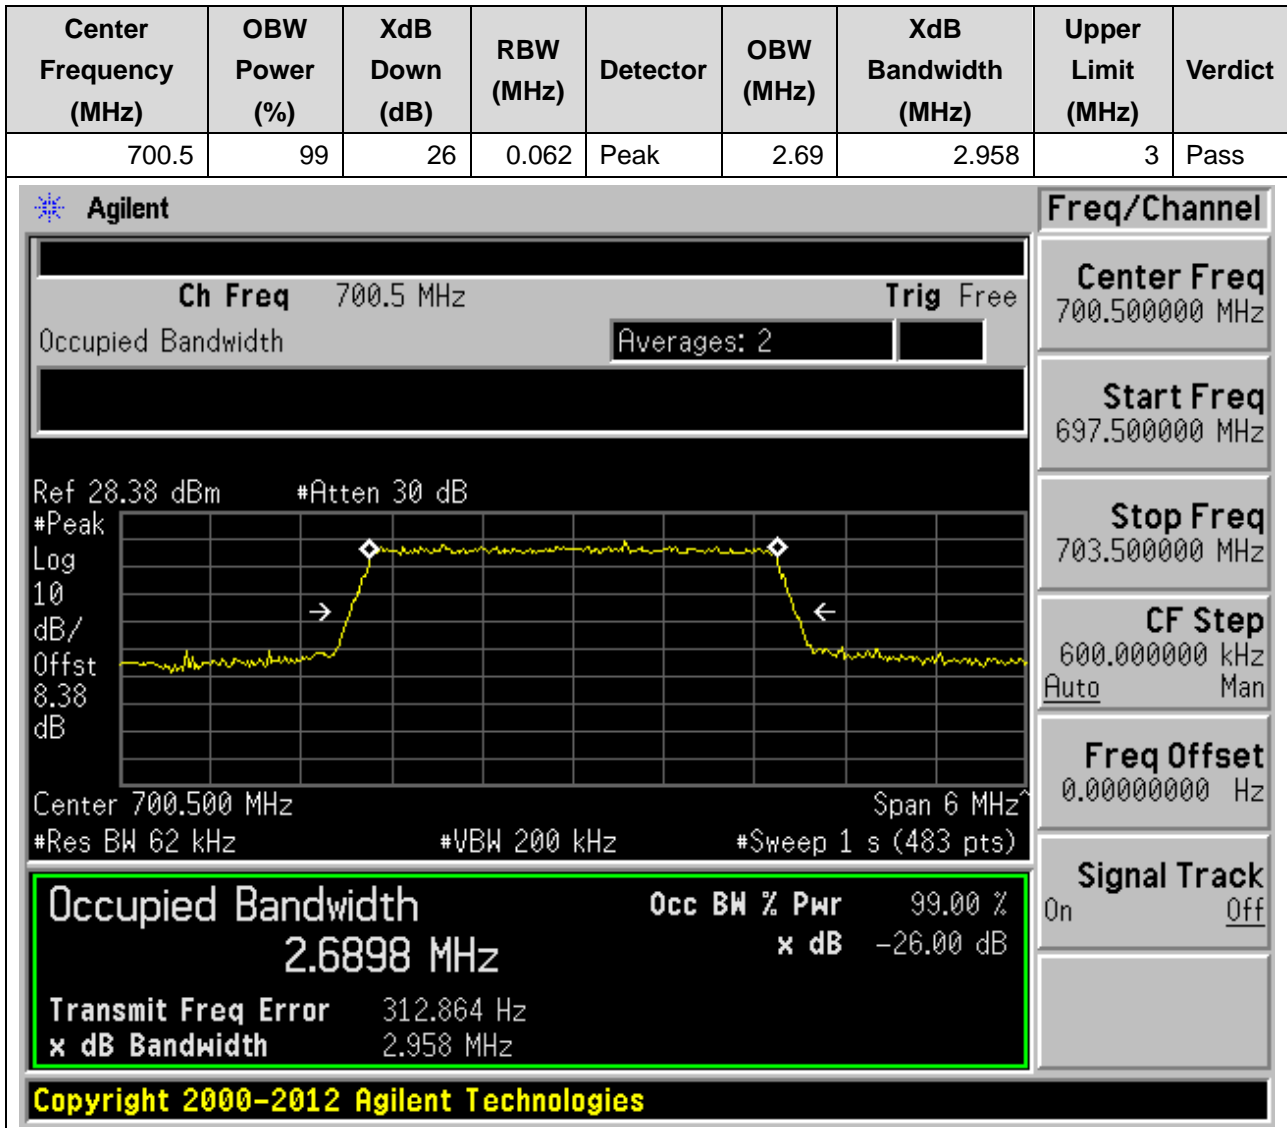 Center Frequency (MHz) OBW Power (%) XdB Down (dB) RBW (MHz) Detector OBW (MHz) XdB Bandwidth (MHz) Upper Limit (MHz) Verdict
700.5 99 26 0.062 Peak 2.69 2.958 3 Pass
Agilent
Freq/Channel
Ch Freq 700.5 MHz Trig Free
Occupied Bandwidth Averages: 2
Center Freq
700.500000 MHz
Start Freq
697.500000 MHz
Stop Freq
703.500000 MHz
CF Step
600.000000 kHz
Auto Man
Freq Offset
0.00000000 Hz
Signal Track
On Off
Ref 28.38 dBm #Atten 30 dB
#Peak
Log
10
dB/
Offst
8.38
dB
Center 700.500 MHz Span 6 MHz^
#Res BW 62 kHz #VBW 200 kHz #Sweep 1 s (483 pts)
Occupied Bandwidth Occ BW % Pwr 99.00 %
2.6898 MHz x dB -26.00 dB
Transmit Freq Error 312.864 Hz
x dB Bandwidth 2.958 MHz
Copyright 2000-2012 Agilent Technologies